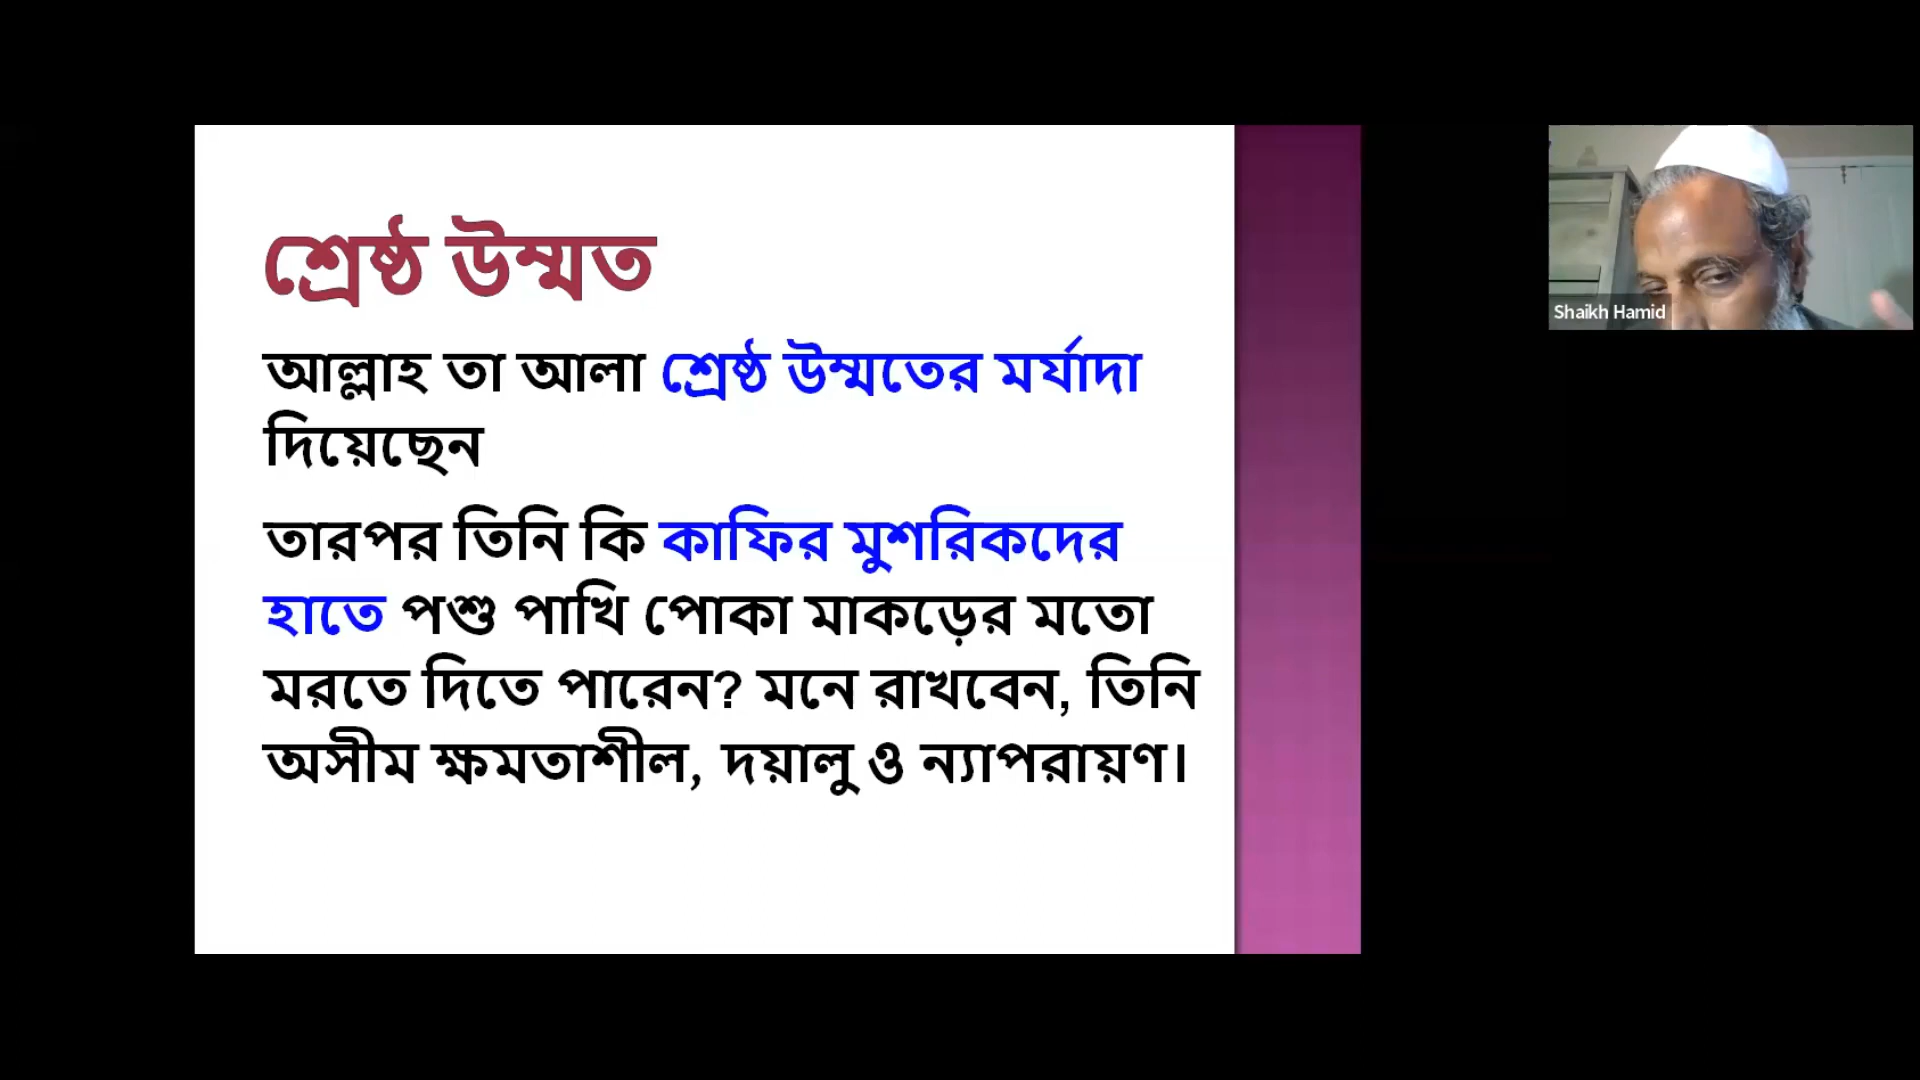 শ্রেষ্ঠ উম্মত
আল্লাহ তা আলা শ্রেষ্ঠ উম্মতের মর্যাদা
দিয়েছেন
তারপর তিনি কি কাফির মুশরিকদের
হাতে পশু পাখি পোকা মাকড়ের মতো
মরতে দিতে পারেন? মনে রাখবেন, তিনি
অসীম ক্ষমতাশীল, দয়ালু ও ন্যাপরায়ণ।
Shaikh Hamid